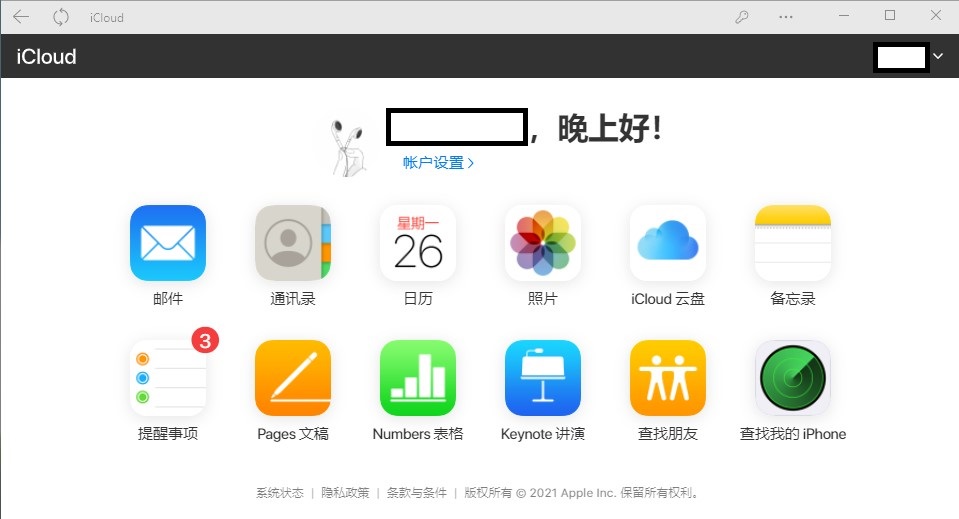 iCloud
iCloud
，晚上好！
帐户设置 >
星期一
26
邮件
通讯录
日历
照片
iCloud 云盘
备忘录
3
提醒事项
Pages 文稿
Numbers 表格
Keynote 讲演
查找朋友
查找我的 iPhone
系统状态 | 隐私政策 | 条款与条件 | 版权所有 © 2021 Apple Inc. 保留所有权利。